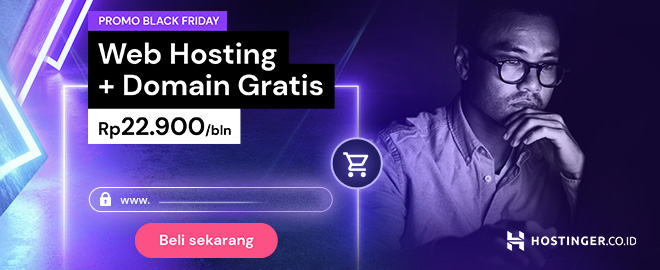 PROMO BLACK FRIDAY
Web Hosting
+ Domain Gratis
Rp22.900/bln
www.
Beli sekarang
HOSTINGER.CO.ID